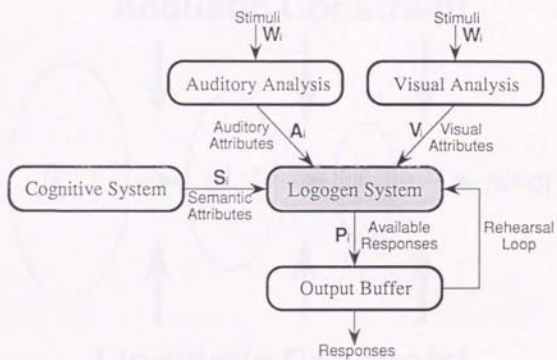 Stimuli Stimuli
Wi Wi
Auditory Analysis Visual Analysis
Auditory Attributes Ai Vi Visual Attributes
Cognitive System Si Semantic Attributes Logogen System
Pi Available Responses Rehearsal Loop
Output Buffer
Responses